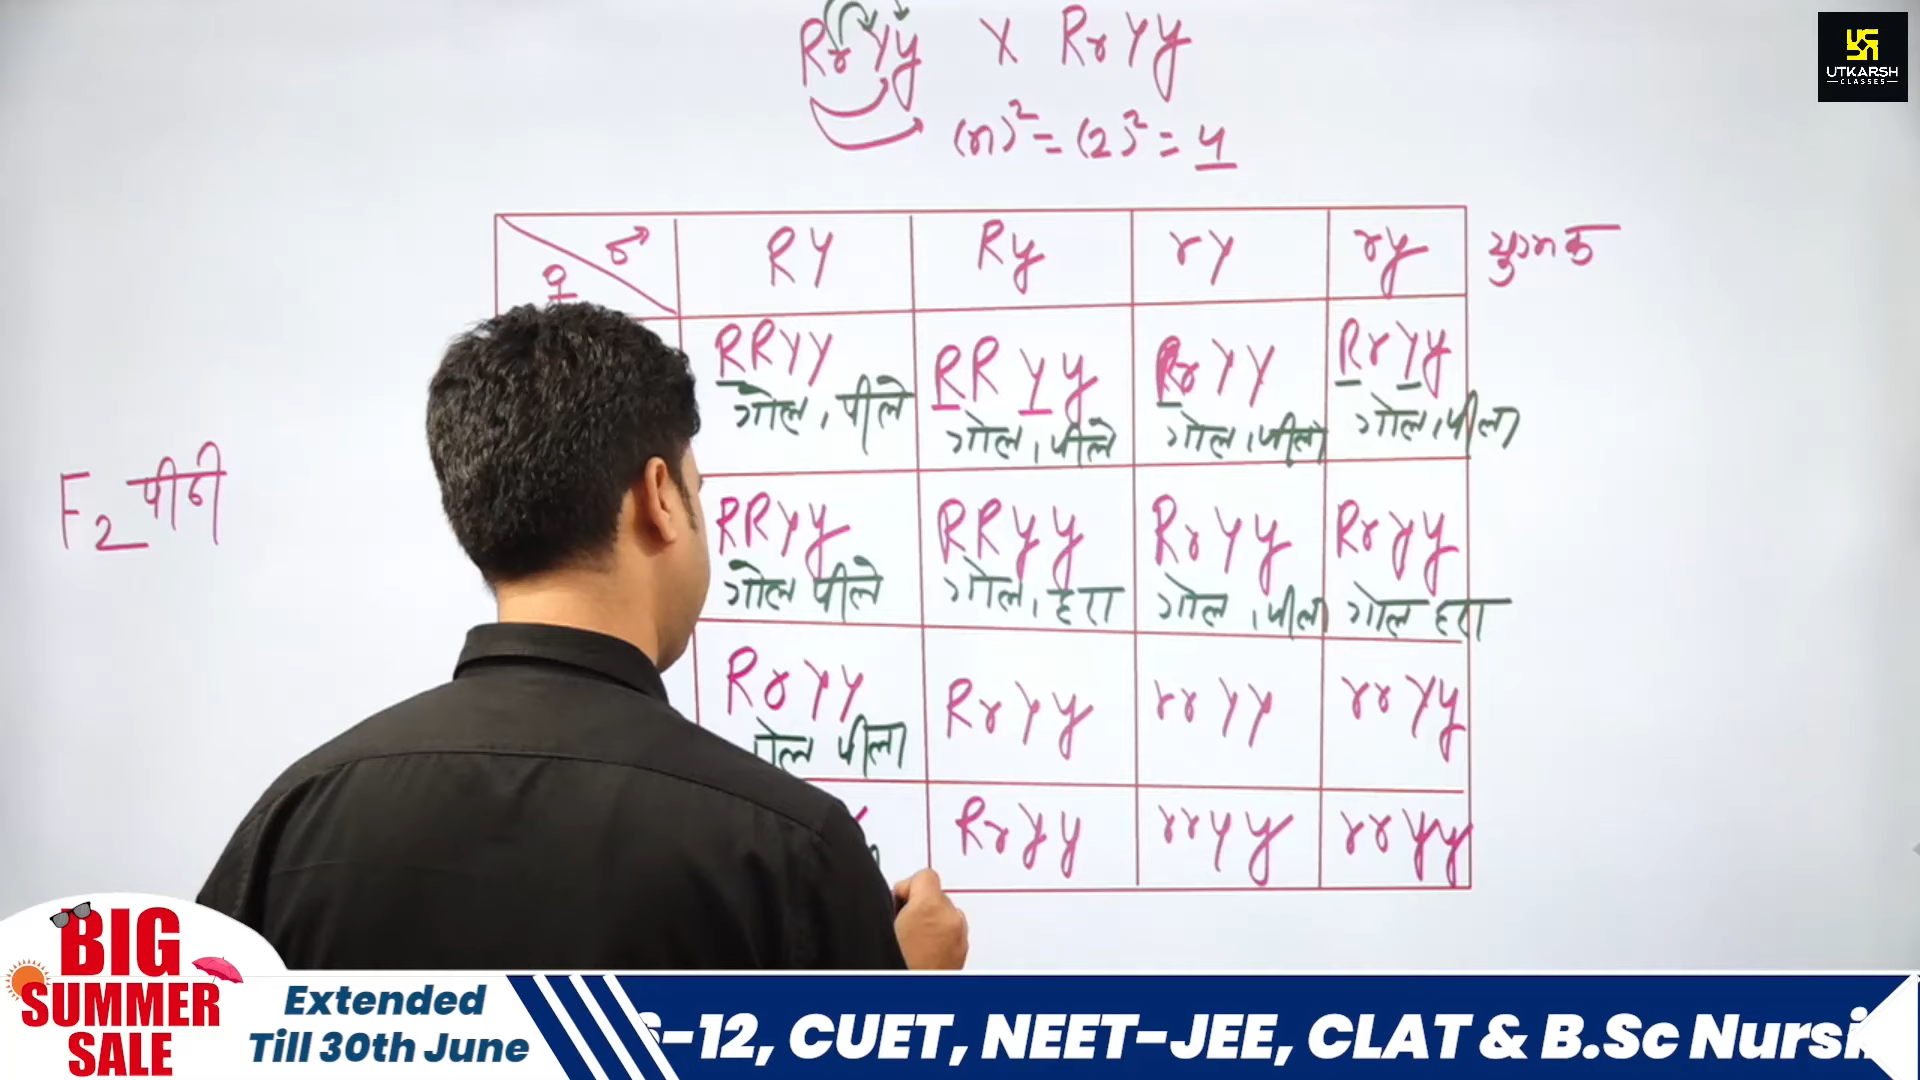 RrYy X RrYy
(n)² = (2)² = 4
♀ ♂ RY Ry rY ry युग्मक
RRYY RRYy RrYY RrYy
गोल, पीले गोल, पीले गोल, पीला गोल, पीला
F2 पीढी
RRYy RRyy RrYy Rryy
गोल पीले गोल, हरा गोल, पीला गोल हरा
RrYY RrYy rrYY rrYy
गोल पीला
Rryy rrYy rryy
UTKARSH
CLASSES
BIG
SUMMER
SALE
Extended
Till 30th June
6-12, CUET, NEET-JEE, CLAT & B.Sc Nursi